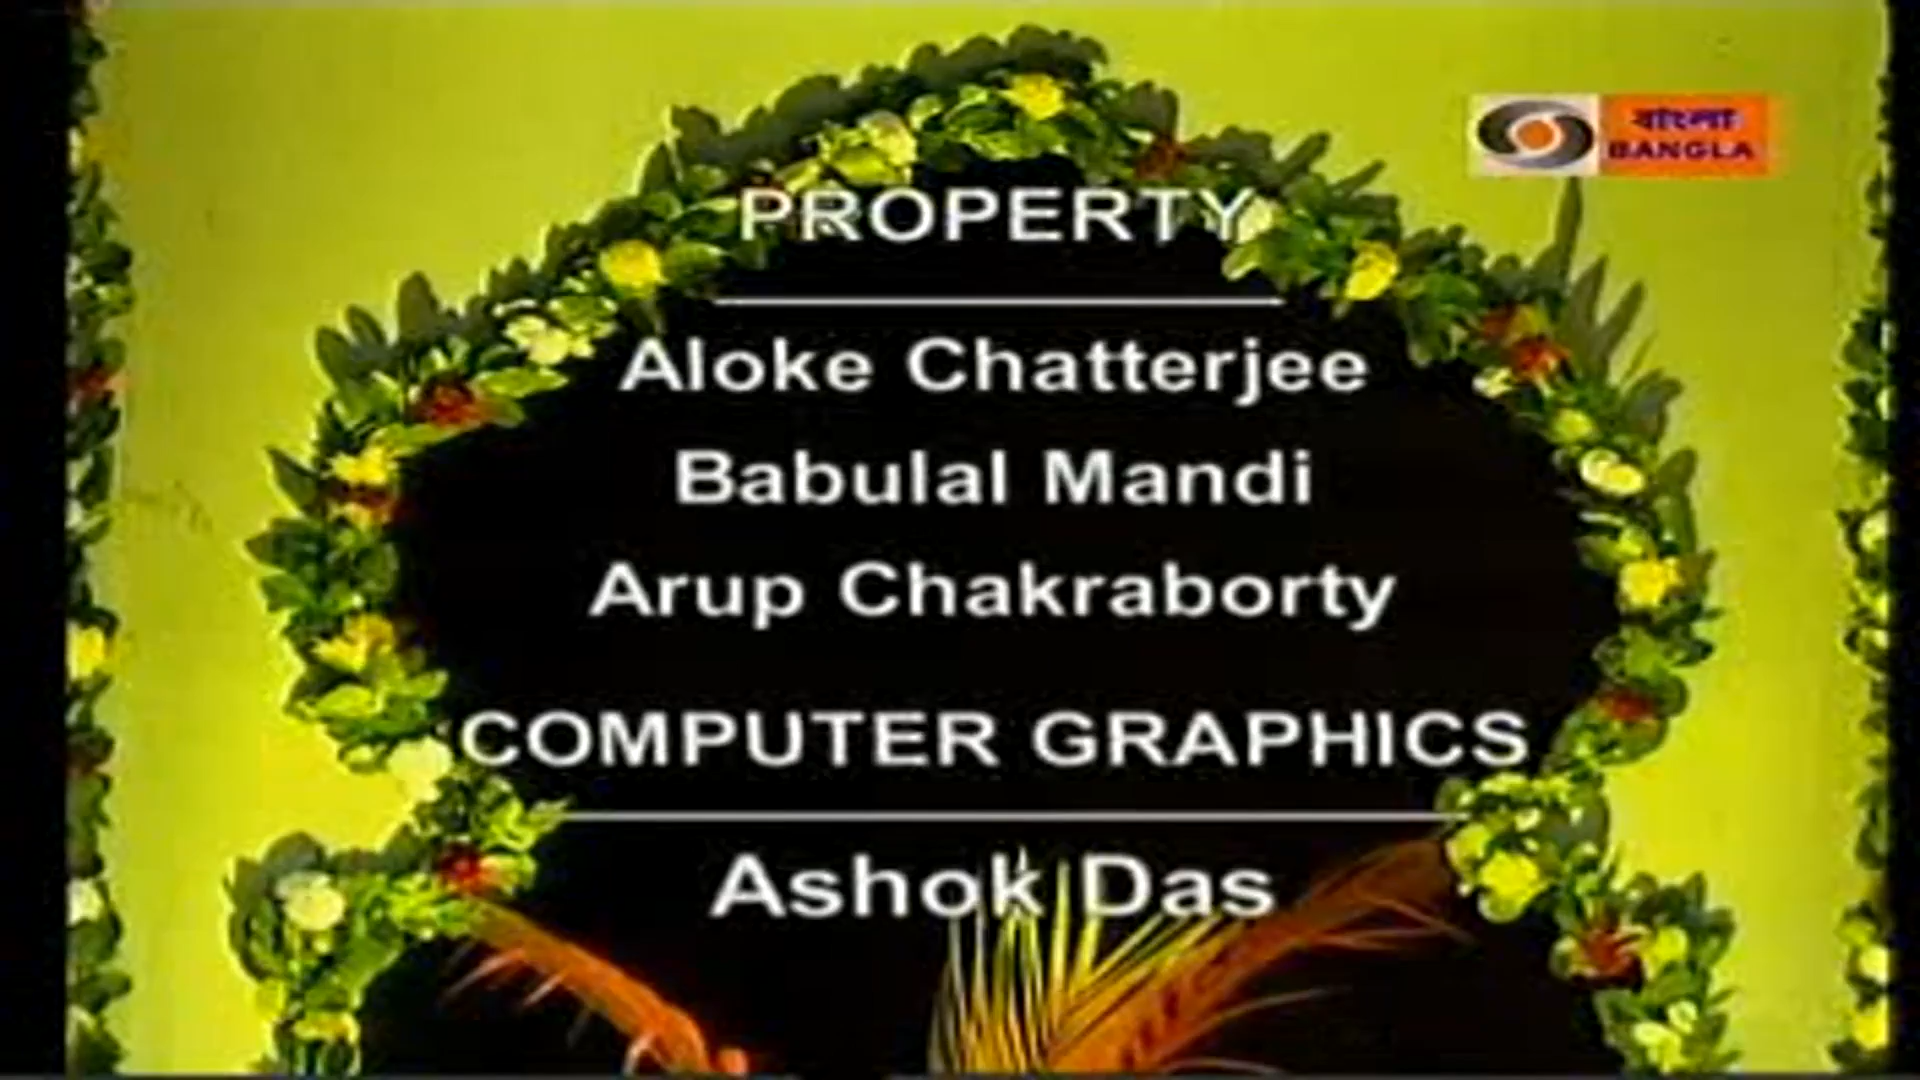 বাংলা
BANGLA
PROPERTY
Aloke Chatterjee
Babulal Mandi
Arup Chakraborty
COMPUTER GRAPHICS
Ashok Das